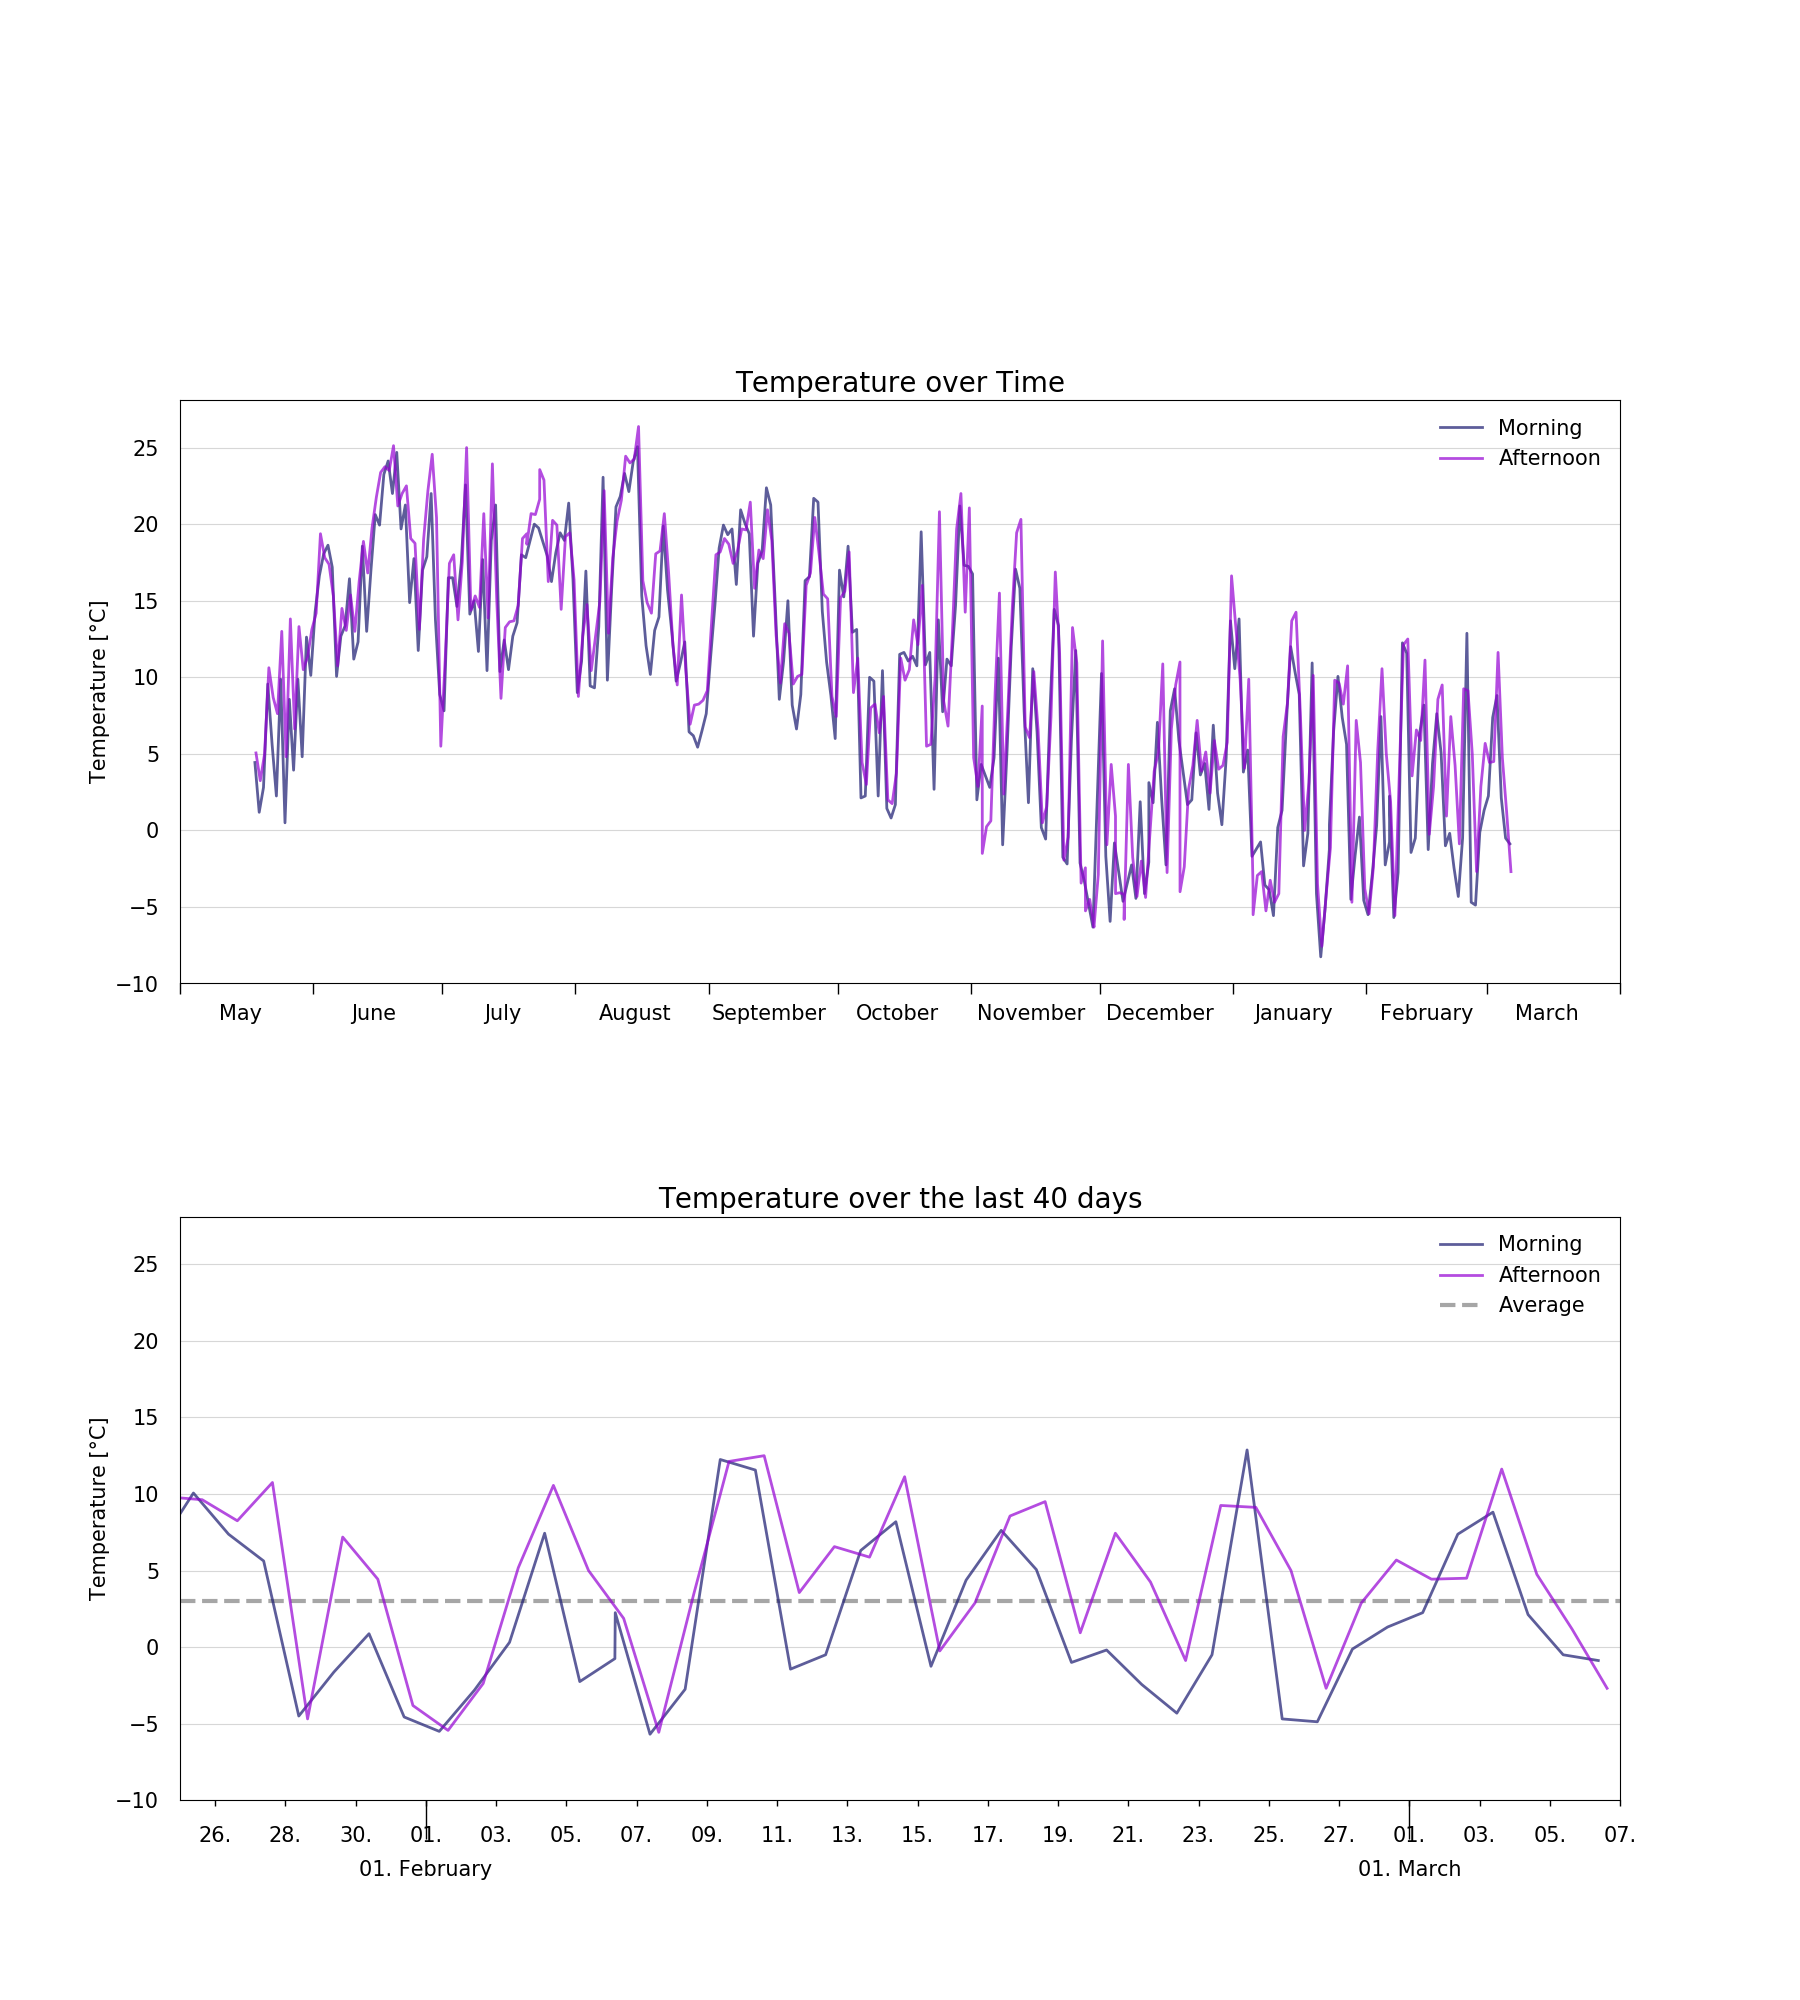 Temperature over Time
Morning
Afternoon
Temperature [°C]
25
20
15
10
5
0
−5
−10
May June July August September October November December January February March
Temperature over the last 40 days
Morning
Afternoon
Average
Temperature [°C]
25
20
15
10
5
0
−5
−10
26. 28. 30. 01. 03. 05. 07. 09. 11. 13. 15. 17. 19. 21. 23. 25. 27. 01. 03. 05. 07.
01. February 01. March